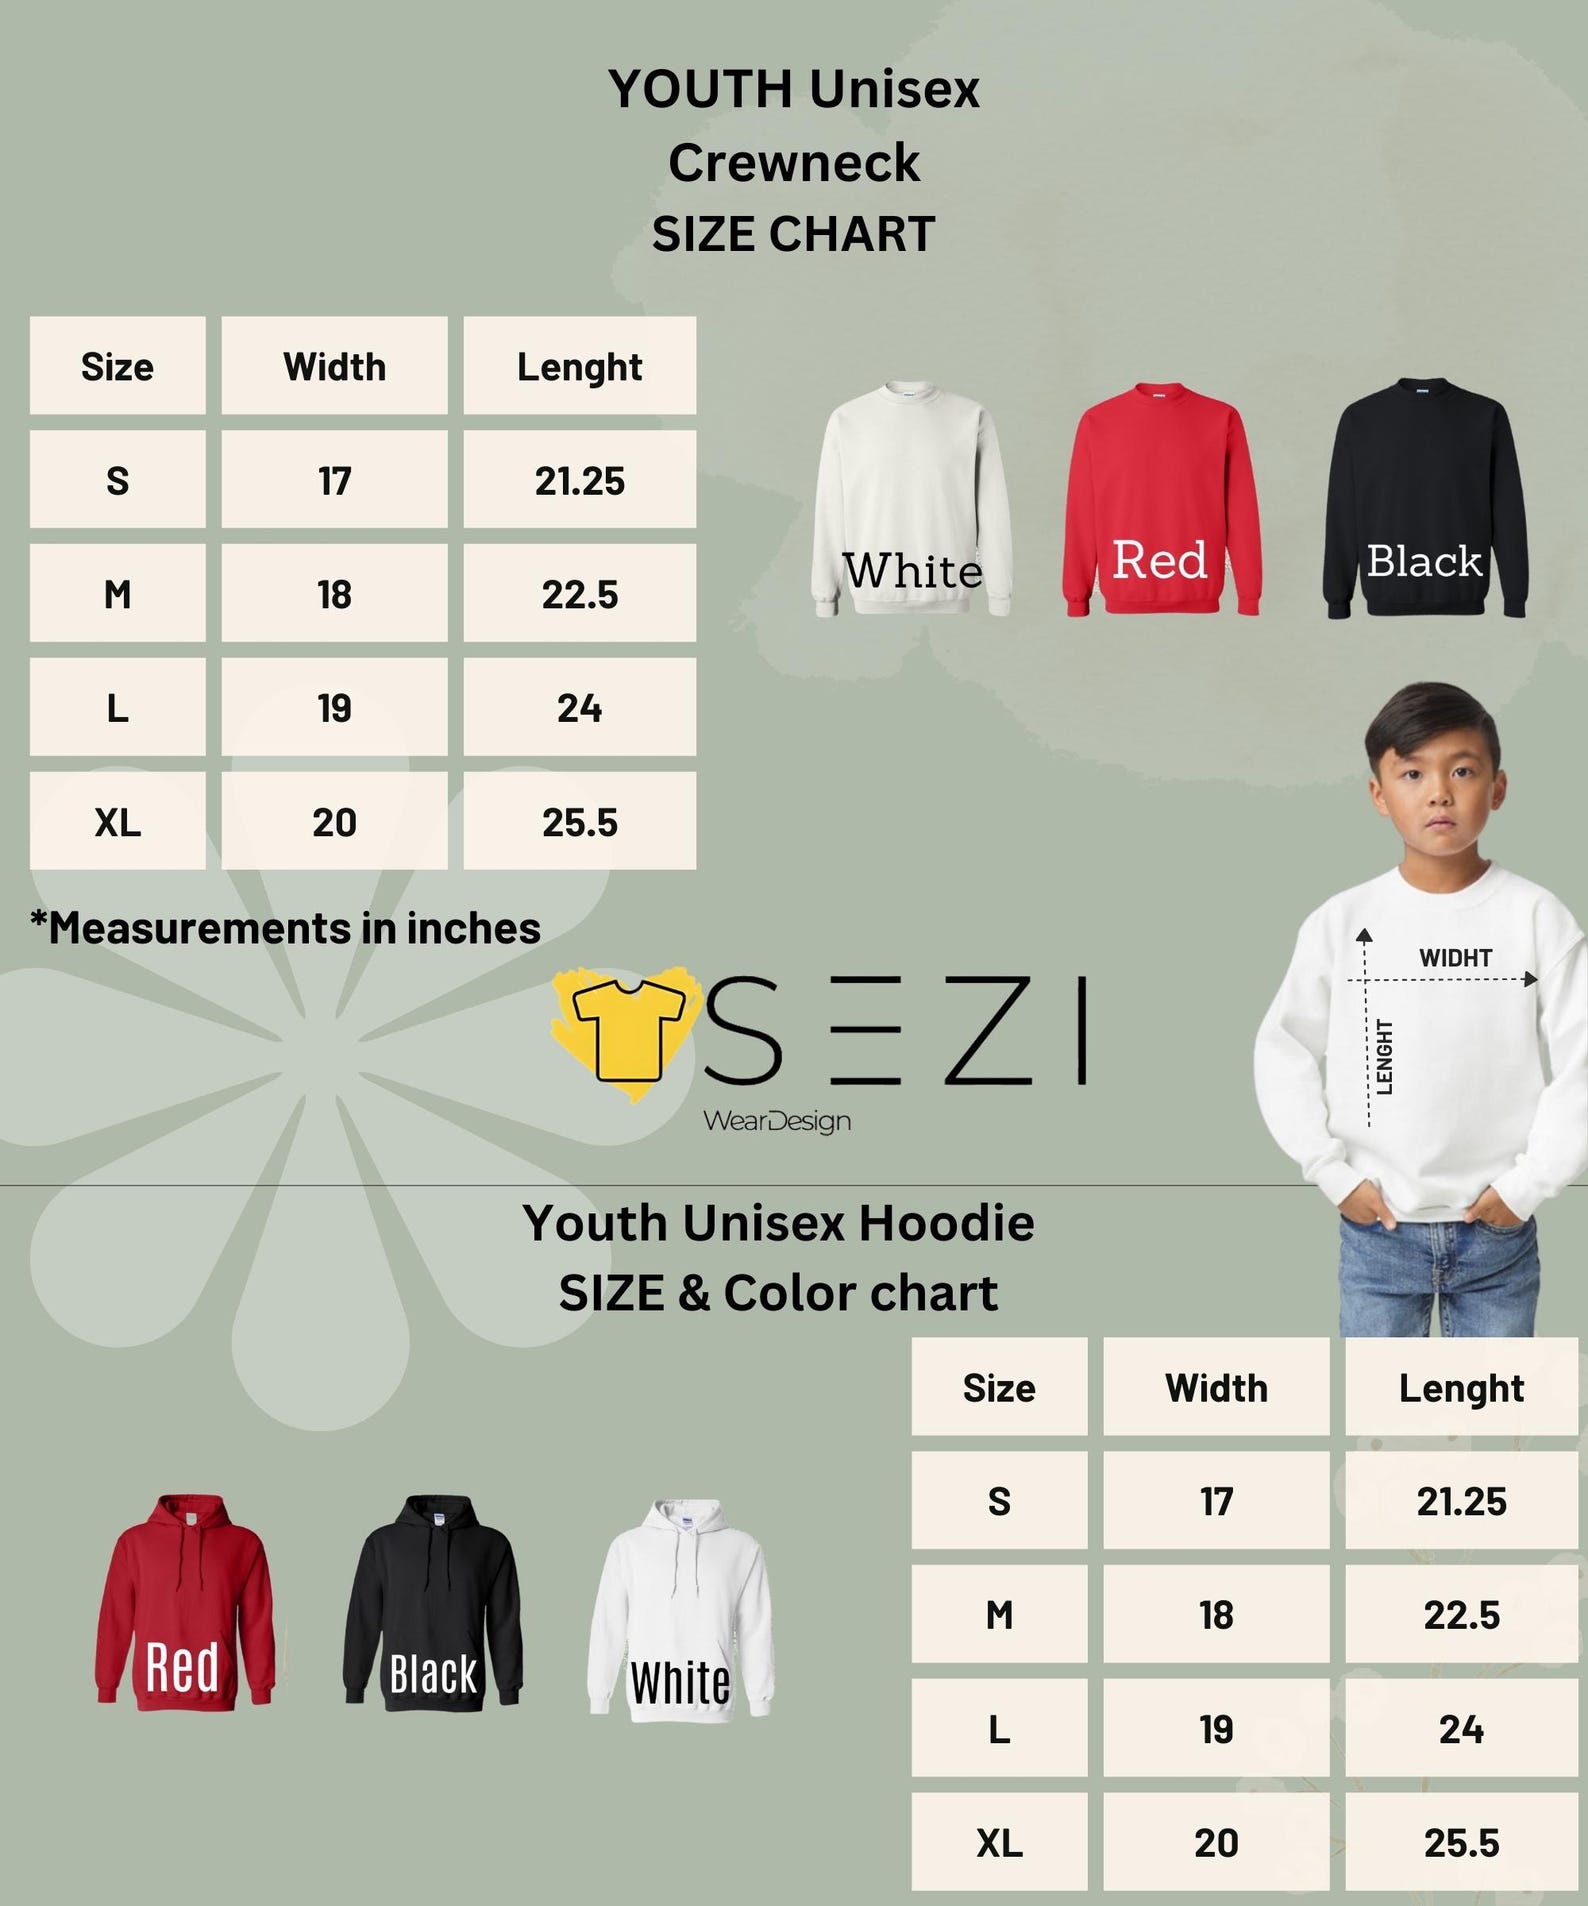 YOUTH Unisex
Crewneck
SIZE CHART
Size Width Lenght
S 17 21.25
M 18 22.5
L 19 24
XL 20 25.5
*Measurements in inches
White
Red
Black
WIDHT
LENGHT
SEZI
WearDesign
Youth Unisex Hoodie
SIZE & Color chart
Red
Black
White
Size Width Lenght
S 17 21.25
M 18 22.5
L 19 24
XL 20 25.5